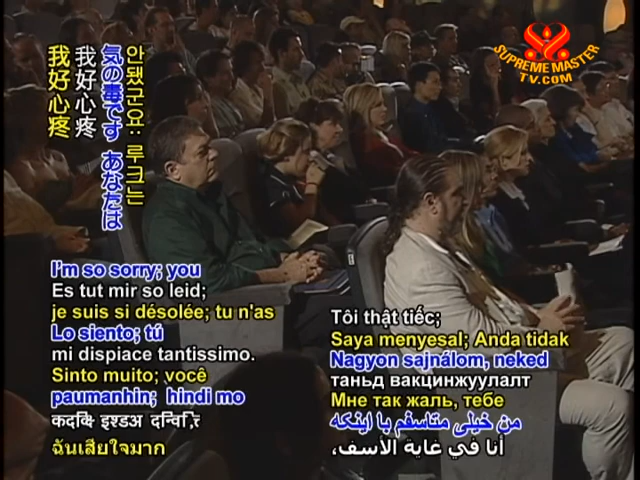 SUPREME MASTER
TV.COM
안됐군요: 루크는
気の毒です あなたは
我好心疼
我好心疼
I'm so sorry; you
Es tut mir so leid;
je suis si désolée; tu n'as
Lo siento; tú
mi dispiace tantissimo.
Sinto muito; você
paumanhin; hindi mo
इश्डअ
ฉันเสียใจมาก
Tôi thật tiếc;
Saya menyesal; Anda tidak
Nagyon sajnálom, neked
таньд вакцинжуулалт
Мне так жаль, тебе
من خیلی متاسفم با اینکه
أنا في غاية الأسف،